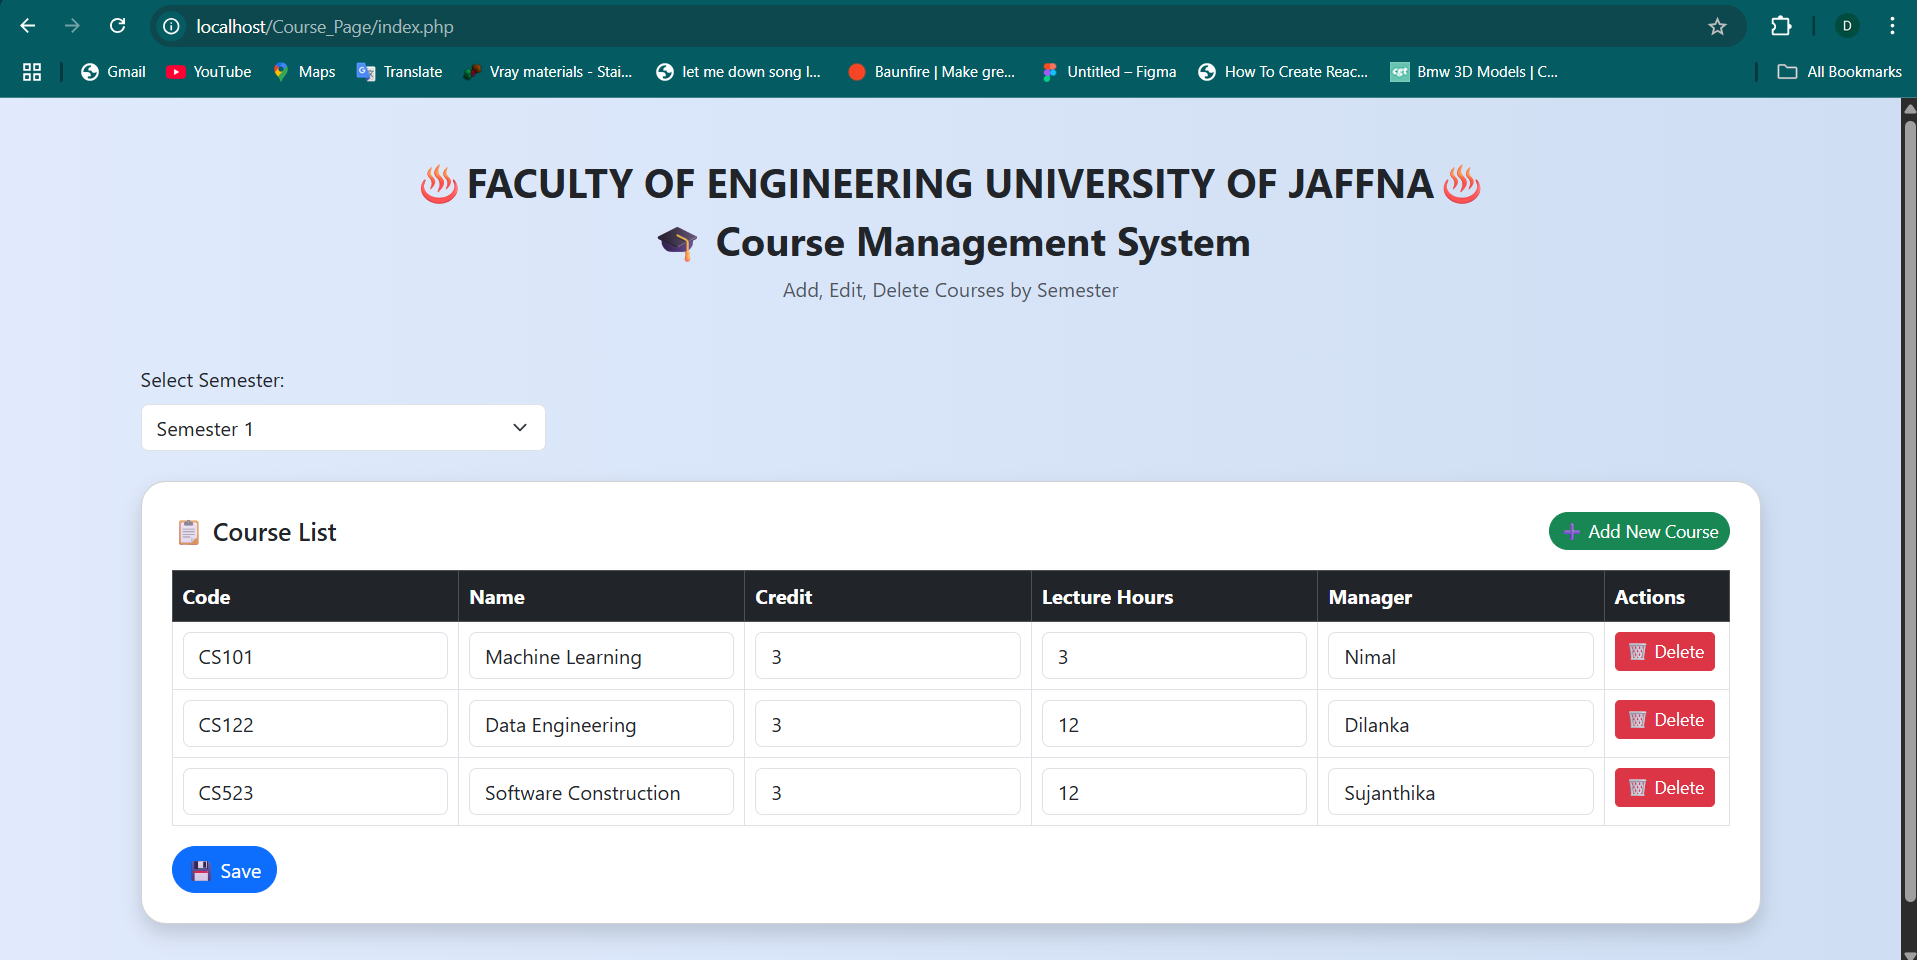 localhost/Course_Page/index.php
D
Gmail YouTube Maps Translate Vray materials - Stai... let me down song l... Baunfire | Make gre... Untitled – Figma How To Create Reac... cgt Bmw 3D Models | C... All Bookmarks
♨️FACULTY OF ENGINEERING UNIVERSITY OF JAFFNA♨️
🎓 Course Management System
Add, Edit, Delete Courses by Semester
Select Semester:
Semester 1
📋 Course List
➕ Add New Course
Code Name Credit Lecture Hours Manager Actions
CS101 Machine Learning 3 3 Nimal 🗑️ Delete
CS122 Data Engineering 3 12 Dilanka 🗑️ Delete
CS523 Software Construction 3 12 Sujanthika 🗑️ Delete
💾 Save